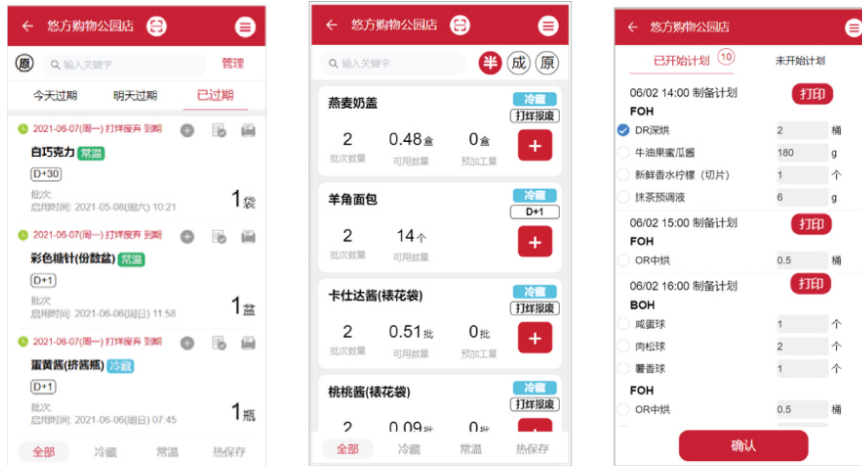 悠方购物公园店
原
输入关键字
管理
今天过期 明天过期 已过期
2021-06-07(周一) 打烊废弃 到期
白巧克力 常温
D+30
批次:
启用时间: 2021-05-08(周六) 10:21
1袋
2021-06-07(周一) 打烊废弃 到期
彩色糖针(份数盆) 常温
D+1
批次:
启用时间: 2021-06-06(周日) 11:58
1盆
2021-06-07(周一) 打烊废弃 到期
蛋黄酱(挤酱瓶) 冷藏
D+1
批次:
启用时间: 2021-06-06(周日) 07:45
1瓶
全部 冷藏 常温 热保存
悠方购物公园店
输入关键字
半 成 原
燕麦奶盖
冷藏
打烊报废
2 0.48盒 0盒
批次数量 可用数量 预加工量
羊角面包
冷藏
D+1
2 14个
批次数量 可用数量
卡仕达酱(裱花袋)
冷藏
打烊报废
2 0.51批 0批
批次数量 可用数量 预加工量
桃桃酱(裱花袋)
冷藏
打烊报废
2 0.09批 0批
全部 冷藏 常温 热保存
悠方购物公园店
已开始计划 10 未开始计划
06/02 14:00 制备计划 打印
FOH
DR深烘 2 桶
牛油果蜜瓜酱 180 g
新鲜香水柠檬（切片） 1 个
抹茶预调液 6 g
06/02 15:00 制备计划 打印
FOH
OR中烘 0.5 桶
06/02 16:00 制备计划 打印
BOH
咸蛋球 1 个
肉松球 2 个
薯香球 1 个
FOH
OR中烘 0.5 桶
确认